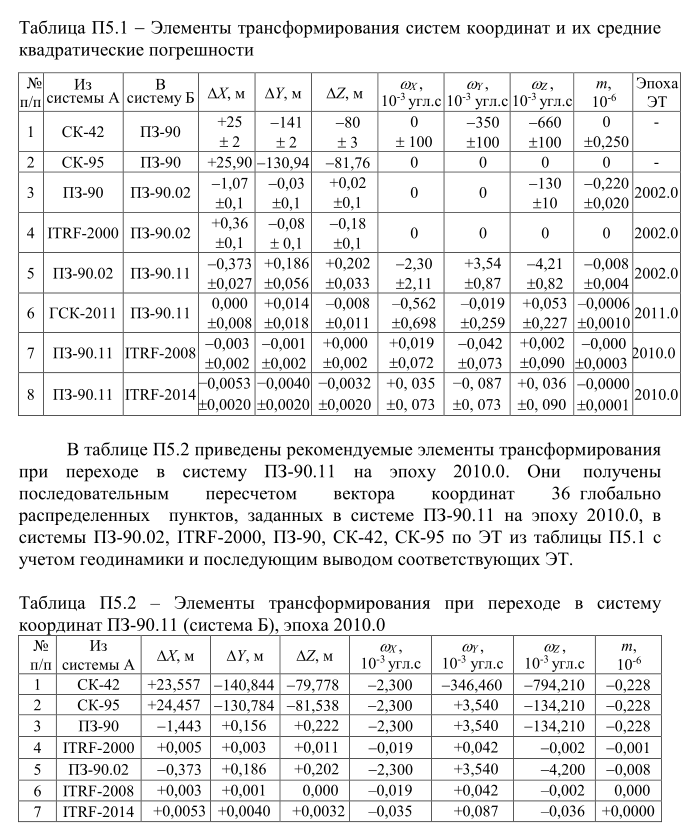 Таблица П5.1 – Элементы трансформирования систем координат и их средние
квадратические погрешности
№ п/п Из системы А В системы Б ΔX, м ΔY, м ΔZ, м ωX, 10-3 угл.с ωY, 10-3 угл.с ωZ, 10-3 угл.с m, 10-6 Эпоха ЭТ
1 СК-42 ПЗ-90 +25 ± 2 –141 ± 2 –80 ± 3 0 ± 100 –350 ±100 –660 ±100 0 ±0,250 -
2 СК-95 ПЗ-90 +25,90 –130,94 –81,76 0 0 0 0 -
3 ПЗ-90 ПЗ-90.02 –1,07 ±0,1 –0,03 ±0,1 +0,02 ±0,1 0 0 –130 ±10 –0,220 ±0,020 2002.0
4 ITRF-2000 ПЗ-90.02 +0,36 ±0,1 –0,08 ± 0,1 –0,18 ±0,1 0 0 0 0 2002.0
5 ПЗ-90.02 ПЗ-90.11 –0,373 ±0,027 +0,186 ±0,056 +0,202 ±0,033 –2,30 ±2,11 +3,54 ±0,87 –4,21 ±0,82 –0,008 ±0,004 2002.0
6 ГСК-2011 ПЗ-90.11 0,000 ±0,008 +0,014 ±0,018 –0,008 ±0,011 –0,562 ±0,698 –0,019 ±0,259 +0,053 ±0,227 –0,0006 ±0,0010 2011.0
7 ПЗ-90.11 ITRF-2008 –0,003 ±0,002 –0,001 ±0,002 +0,000 ±0,002 +0,019 ±0,072 –0,042 ±0,073 +0,002 ±0,090 –0,000 ±0,0003 2010.0
8 ПЗ-90.11 ITRF-2014 –0,0053 ±0,0020 –0,0040 ±0,0020 –0,0032 ±0,0020 +0, 035 ±0, 073 –0, 087 ±0, 073 +0, 036 ±0, 090 –0,0000 ±0,0001 2010.0
В таблице П5.2 приведены рекомендуемые элементы трансформирования
при переходе в систему ПЗ-90.11 на эпоху 2010.0. Они получены
последовательным пересчетом вектора координат 36 глобально
распределенных пунктов, заданных в системе ПЗ-90.11 на эпоху 2010.0, в
системы ПЗ-90.02, ITRF-2000, ПЗ-90, СК-42, СК-95 по ЭТ из таблицы П5.1 с
учетом геодинамики и последующим выводом соответствующих ЭТ.
Таблица П5.2 – Элементы трансформирования при переходе в систему
координат ПЗ-90.11 (система Б), эпоха 2010.0
№ п/п Из системы А ΔX, м ΔY, м ΔZ, м ωX, 10-3 угл.с ωY, 10-3 угл.с ωZ, 10-3 угл.с m, 10-6
1 СК-42 +23,557 –140,844 –79,778 –2,300 –346,460 –794,210 –0,228
2 СК-95 +24,457 –130,784 –81,538 –2,300 +3,540 –134,210 –0,228
3 ПЗ-90 –1,443 +0,156 +0,222 –2,300 +3,540 –134,210 –0,228
4 ITRF-2000 +0,005 +0,003 +0,011 –0,019 +0,042 –0,002 –0,001
5 ПЗ-90.02 –0,373 +0,186 +0,202 –2,300 +3,540 –4,200 –0,008
6 ITRF-2008 +0,003 +0,001 0,000 –0,019 +0,042 –0,002 0,000
7 ITRF-2014 +0,0053 +0,0040 +0,0032 –0,035 +0,087 –0,036 +0,0000